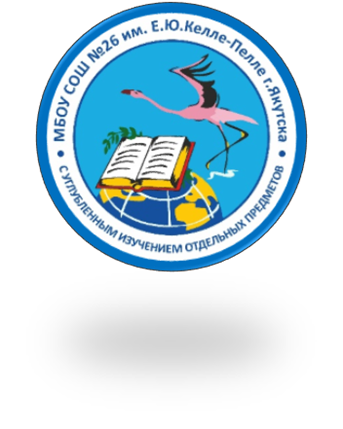 МБОУ СОШ №26 им. Е.Ю.Келле-Пелле г.Якутска
• С УГЛУБЛЕННЫМ ИЗУЧЕНИЕМ ОТДЕЛЬНЫХ ПРЕДМЕТОВ •